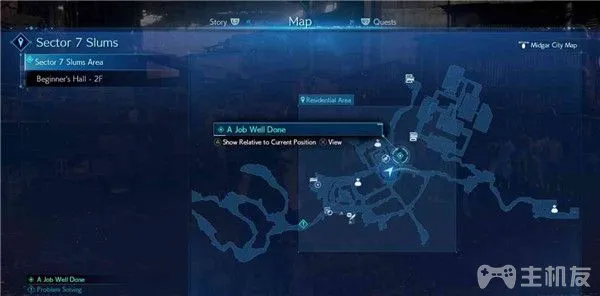 Story
Map
Quests
Sector 7 Slums
Midgar City Map
Sector 7 Slums Area
Beginner's Hall - 2F
Residential Area
A Job Well Done
Show Relative to Current Position View
A Job Well Done
Problem Solving
主机友